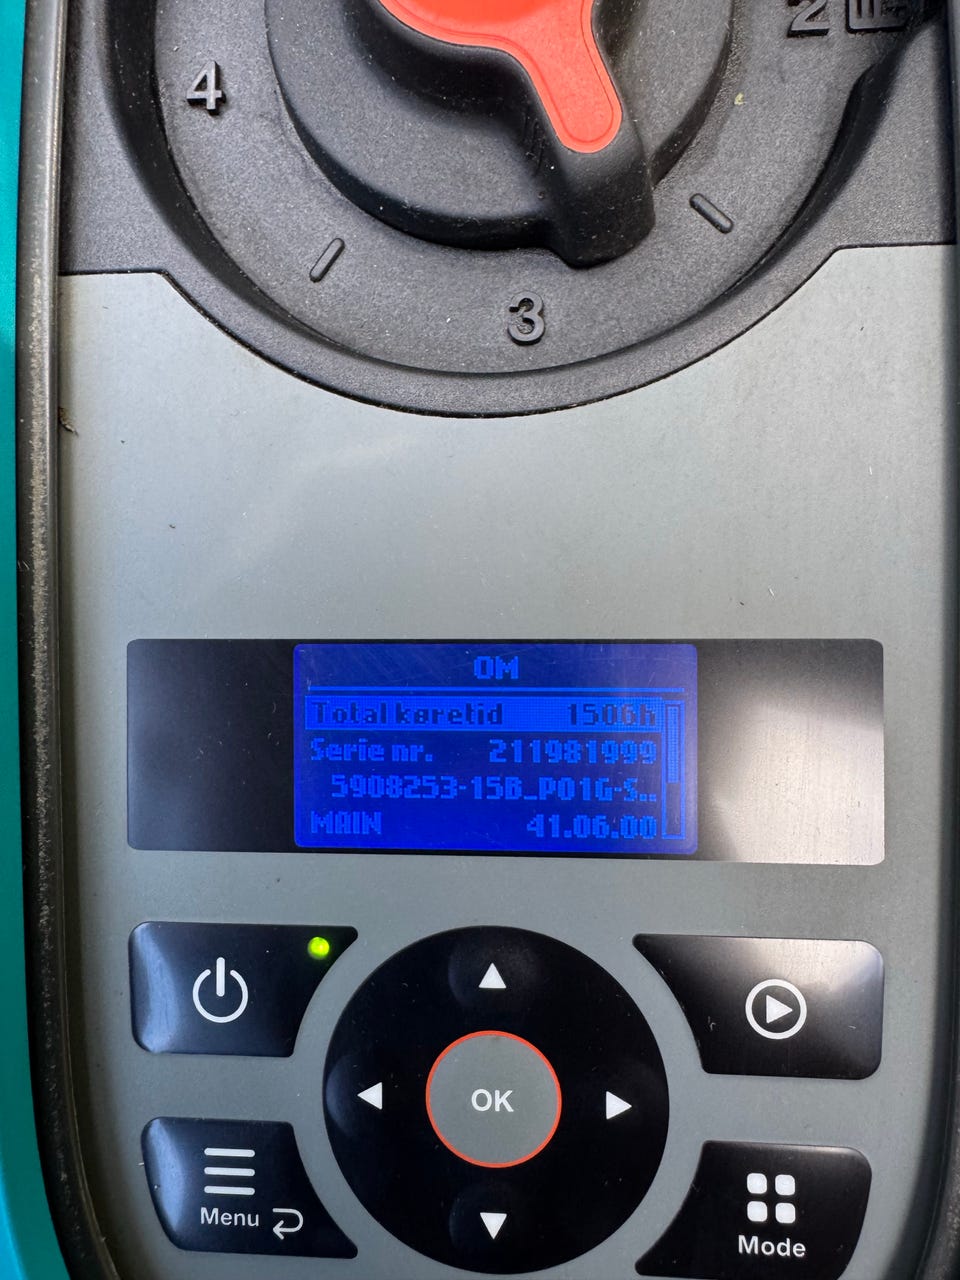 2
4
3
OM
Total køretid 1506h
Serie nr. 211981999
5908253-15B_P01G-S..
MAIN 41.06.00
OK
Menu
Mode